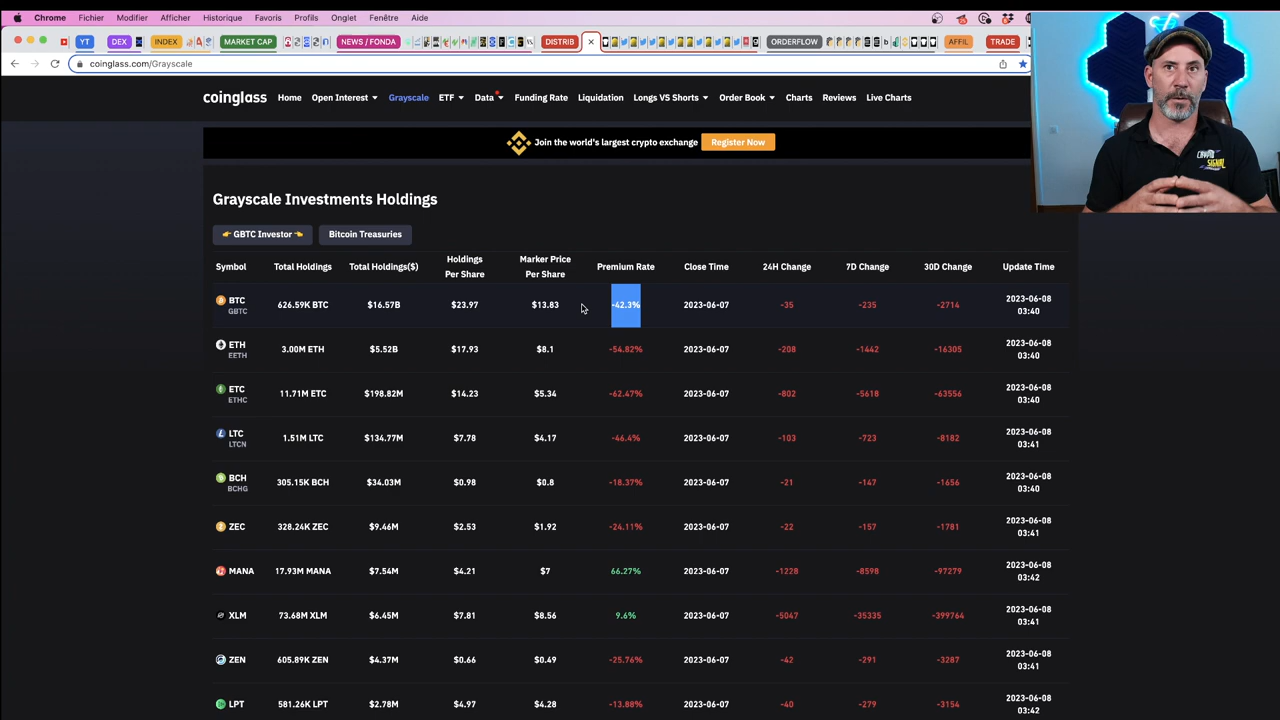 Chrome Fichier Modifier Afficher Historique Favoris Profils Onglet Fenêtre Aide
YT DEX INDEX MARKET CAP NEWS / FONDA DISTRIB ORDERFLOW AFFIL TRADE
coinglass.com/Grayscale
coinglass Home Open Interest Grayscale ETF Data Funding Rate Liquidation Longs VS Shorts Order Book Charts Reviews Live Charts
Join the world's largest crypto exchange Register Now
CRYPTO
SIGNAL
Grayscale Investments Holdings
GBTC Investor Bitcoin Treasuries
Symbol Total Holdings Total Holdings($) Holdings Per Share Marker Price Per Share Premium Rate Close Time 24H Change 7D Change 30D Change Update Time
BTC GBTC 626.59K BTC $16.57B $23.97 $13.83 -42.3% 2023-06-07 -35 -235 -2714 2023-06-08 03:40
ETH EETH 3.00M ETH $5.52B $17.93 $8.1 -54.82% 2023-06-07 -208 -1442 -16305 2023-06-08 03:40
ETC ETHC 11.71M ETC $198.82M $14.23 $5.34 -62.47% 2023-06-07 -802 -5618 -63556 2023-06-08 03:40
LTC LTCN 1.51M LTC $134.77M $7.78 $4.17 -46.4% 2023-06-07 -103 -723 -8182 2023-06-08 03:41
BCH BCHG 305.15K BCH $34.03M $0.98 $0.8 -18.37% 2023-06-07 -21 -147 -1656 2023-06-08 03:40
ZEC 328.24K ZEC $9.46M $2.53 $1.92 -24.11% 2023-06-07 -22 -157 -1781 2023-06-08 03:41
MANA 17.93M MANA $7.54M $4.21 $7 66.27% 2023-06-07 -1228 -8598 -97279 2023-06-08 03:42
XLM 73.68M XLM $6.45M $7.81 $8.56 9.6% 2023-06-07 -5047 -35335 -399764 2023-06-08 03:41
ZEN 605.89K ZEN $4.37M $0.66 $0.49 -25.76% 2023-06-07 -42 -291 -3287 2023-06-08 03:41
LPT 581.26K LPT $2.78M $4.97 $4.28 -13.88% 2023-06-07 -40 -279 -3154 2023-06-08 03:42